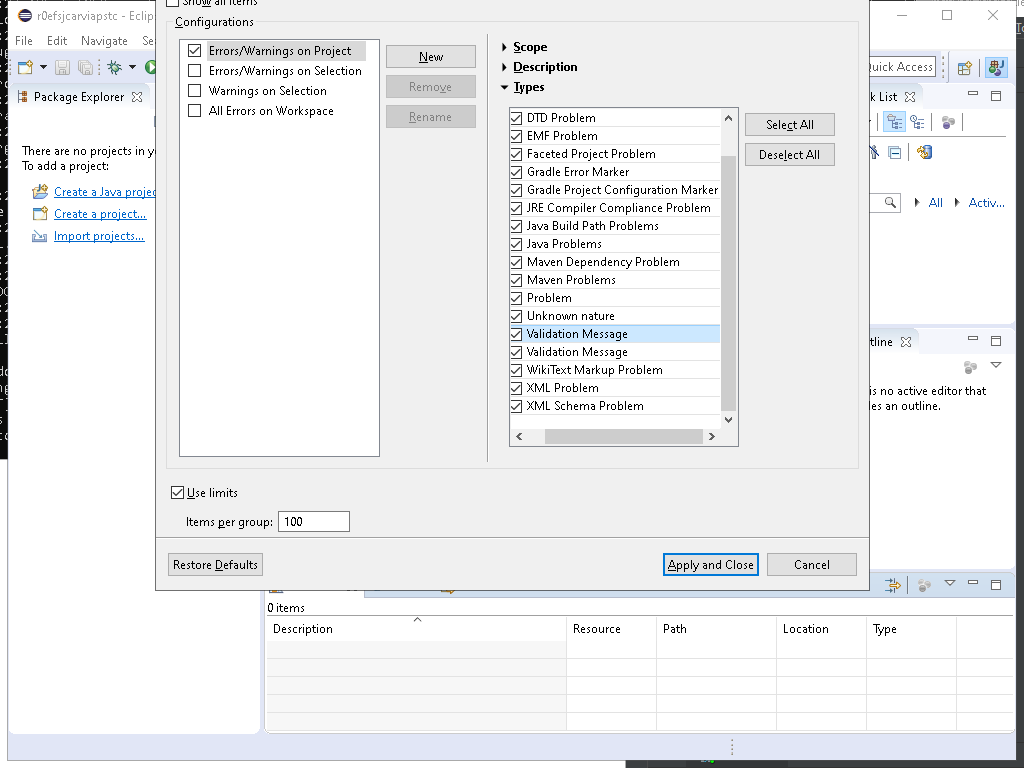 r0efsjcarviapstc - Eclip
Show all items
Configurations
File Edit Navigate Se
Errors/Warnings on Project
Errors/Warnings on Selection
Warnings on Selection
All Errors on Workspace
New
Remove
Rename
Scope
Description
Types
DTD Problem
EMF Problem
Faceted Project Problem
Gradle Error Marker
Gradle Project Configuration Marker
JRE Compiler Compliance Problem
Java Build Path Problems
Java Problems
Maven Dependency Problem
Maven Problems
Problem
Unknown nature
Validation Message
Validation Message
WikiText Markup Problem
XML Problem
XML Schema Problem
Select All
Deselect All
Quick Access
Package Explorer
There are no projects in y
To add a project:
Create a Java projec
Create a project...
Import projects...
k List
All
Activ...
tline
is no active editor that
les an outline.
Use limits
Items per group: 100
Restore Defaults
Apply and Close
Cancel
0 items
Description Resource Path Location Type